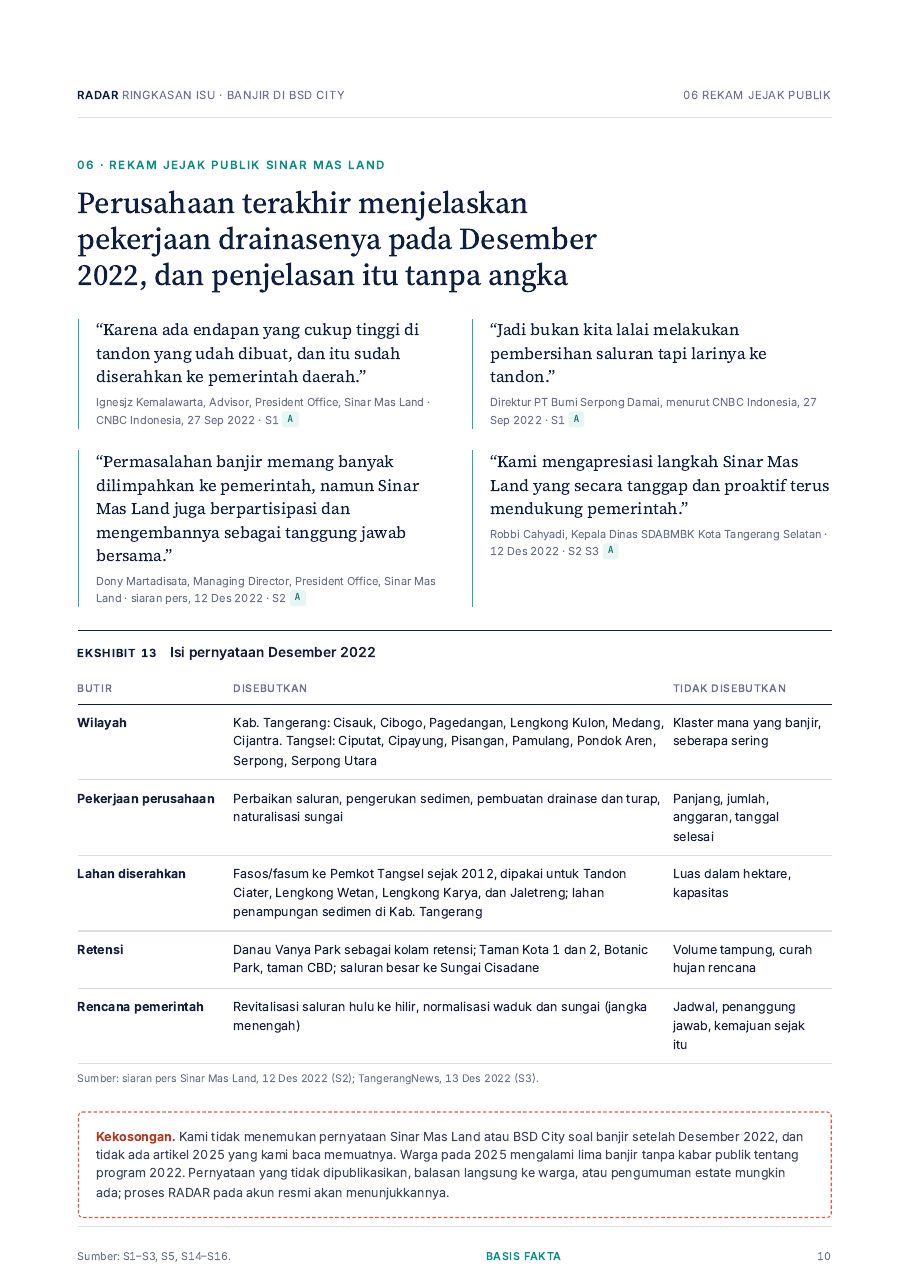 RADAR RINGKASAN ISU · BANJIR DI BSD CITY
06 REKAM JEJAK PUBLIK
06 · REKAM JEJAK PUBLIK SINAR MAS LAND
Perusahaan terakhir menjelaskan
pekerjaan drainasenya pada Desember
2022, dan penjelasan itu tanpa angka
“Karena ada endapan yang cukup tinggi di
tandon yang udah dibuat, dan itu sudah
diserahkan ke pemerintah daerah.”
Ignesjz Kemalawarta, Advisor, President Office, Sinar Mas Land ·
CNBC Indonesia, 27 Sep 2022 · S1 A
“Jadi bukan kita lalai melakukan
pembersihan saluran tapi larinya ke
tandon.”
Direktur PT Bumi Serpong Damai, menurut CNBC Indonesia, 27
Sep 2022 · S1 A
“Permasalahan banjir memang banyak
dilimpahkan ke pemerintah, namun Sinar
Mas Land juga berpartisipasi dan
mengembannya sebagai tanggung jawab
bersama.”
Dony Martadisata, Managing Director, President Office, Sinar Mas
Land · siaran pers, 12 Des 2022 · S2 A
“Kami mengapresiasi langkah Sinar Mas
Land yang secara tanggap dan proaktif terus
mendukung pemerintah.”
Robbi Cahyadi, Kepala Dinas SDABMBK Kota Tangerang Selatan ·
12 Des 2022 · S2 S3 A
EKSHIBIT 13 Isi pernyataan Desember 2022
BUTIR DISEBUTKAN TIDAK DISEBUTKAN
Wilayah
Kab. Tangerang: Cisauk, Cibogo, Pagedangan, Lengkong Kulon, Medang,
Cijantra. Tangsel: Ciputat, Cipayung, Pisangan, Pamulang, Pondok Aren,
Serpong, Serpong Utara
Klaster mana yang banjir,
seberapa sering
Pekerjaan perusahaan
Perbaikan saluran, pengerukan sedimen, pembuatan drainase dan turap,
naturalisasi sungai
Panjang, jumlah,
anggaran, tanggal
selesai
Lahan diserahkan
Fasos/fasum ke Pemkot Tangsel sejak 2012, dipakai untuk Tandon
Ciater, Lengkong Wetan, Lengkong Karya, dan Jaletreng; lahan
penampungan sedimen di Kab. Tangerang
Luas dalam hektare,
kapasitas
Retensi
Danau Vanya Park sebagai kolam retensi; Taman Kota 1 dan 2, Botanic
Park, taman CBD; saluran besar ke Sungai Cisadane
Volume tampung, curah
hujan rencana
Rencana pemerintah
Revitalisasi saluran hulu ke hilir, normalisasi waduk dan sungai (jangka
menengah)
Jadwal, penanggung
jawab, kemajuan sejak
itu
Sumber: siaran pers Sinar Mas Land, 12 Des 2022 (S2); TangerangNews, 13 Des 2022 (S3).
Kekosongan. Kami tidak menemukan pernyataan Sinar Mas Land atau BSD City soal banjir setelah Desember 2022, dan
tidak ada artikel 2025 yang kami baca memuatnya. Warga pada 2025 mengalami lima banjir tanpa kabar publik tentang
program 2022. Pernyataan yang tidak dipublikasikan, balasan langsung ke warga, atau pengumuman estate mungkin
ada; proses RADAR pada akun resmi akan menunjukkannya.
Sumber: S1–S3, S5, S14–S16.
BASIS FAKTA
10